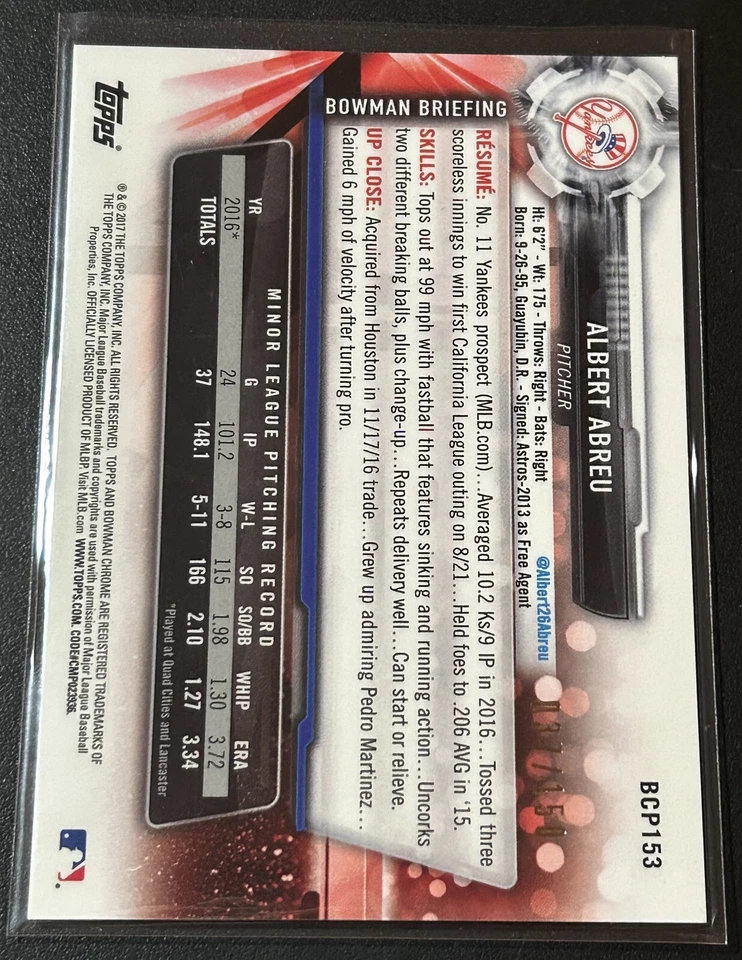 BCP153
ALBERT ABREU
PITCHER
Yankees
Ht: 6'2" - Wt: 175 - Throws: Right - Bats: Right @Albert26Abreu
Born: 9-26-95, Guayubin, D.R. - Signed: Astros-2013 as Free Agent
037/150
BOWMAN BRIEFING
RÉSUMÉ: No. 11 Yankees prospect (MLB.com)...Averaged 10.2 Ks/9 IP in 2016...Tossed three
scoreless innings to win first California League outing on 8/21...Held foes to .206 AVG in '15.
SKILLS: Tops out at 99 mph with fastball that features sinking and running action...Uncorks
two different breaking balls, plus change-up...Repeats delivery well...Can start or relieve.
UP CLOSE: Acquired from Houston in 11/17/16 trade...Grew up admiring Pedro Martinez...
Gained 6 mph of velocity after turning pro.
MINOR LEAGUE PITCHING RECORD
YR G IP W-L SO SO/BB WHIP ERA
2016* 24 101.2 3-8 115 1.98 1.30 3.72
TOTALS 37 148.1 5-11 166 2.10 1.27 3.34
*Played at Quad Cities and Lancaster
topps®
® & © 2017 THE TOPPS COMPANY, INC. ALL RIGHTS RESERVED. TOPPS AND BOWMAN CHROME ARE REGISTERED TRADEMARKS OF
THE TOPPS COMPANY, INC. Major League Baseball trademarks and copyrights are used with permission of Major League Baseball
Properties, Inc. OFFICIALLY LICENSED PRODUCT OF MLBP. Visit MLB.com WWW.TOPPS.COM. CODE#CMP023936.